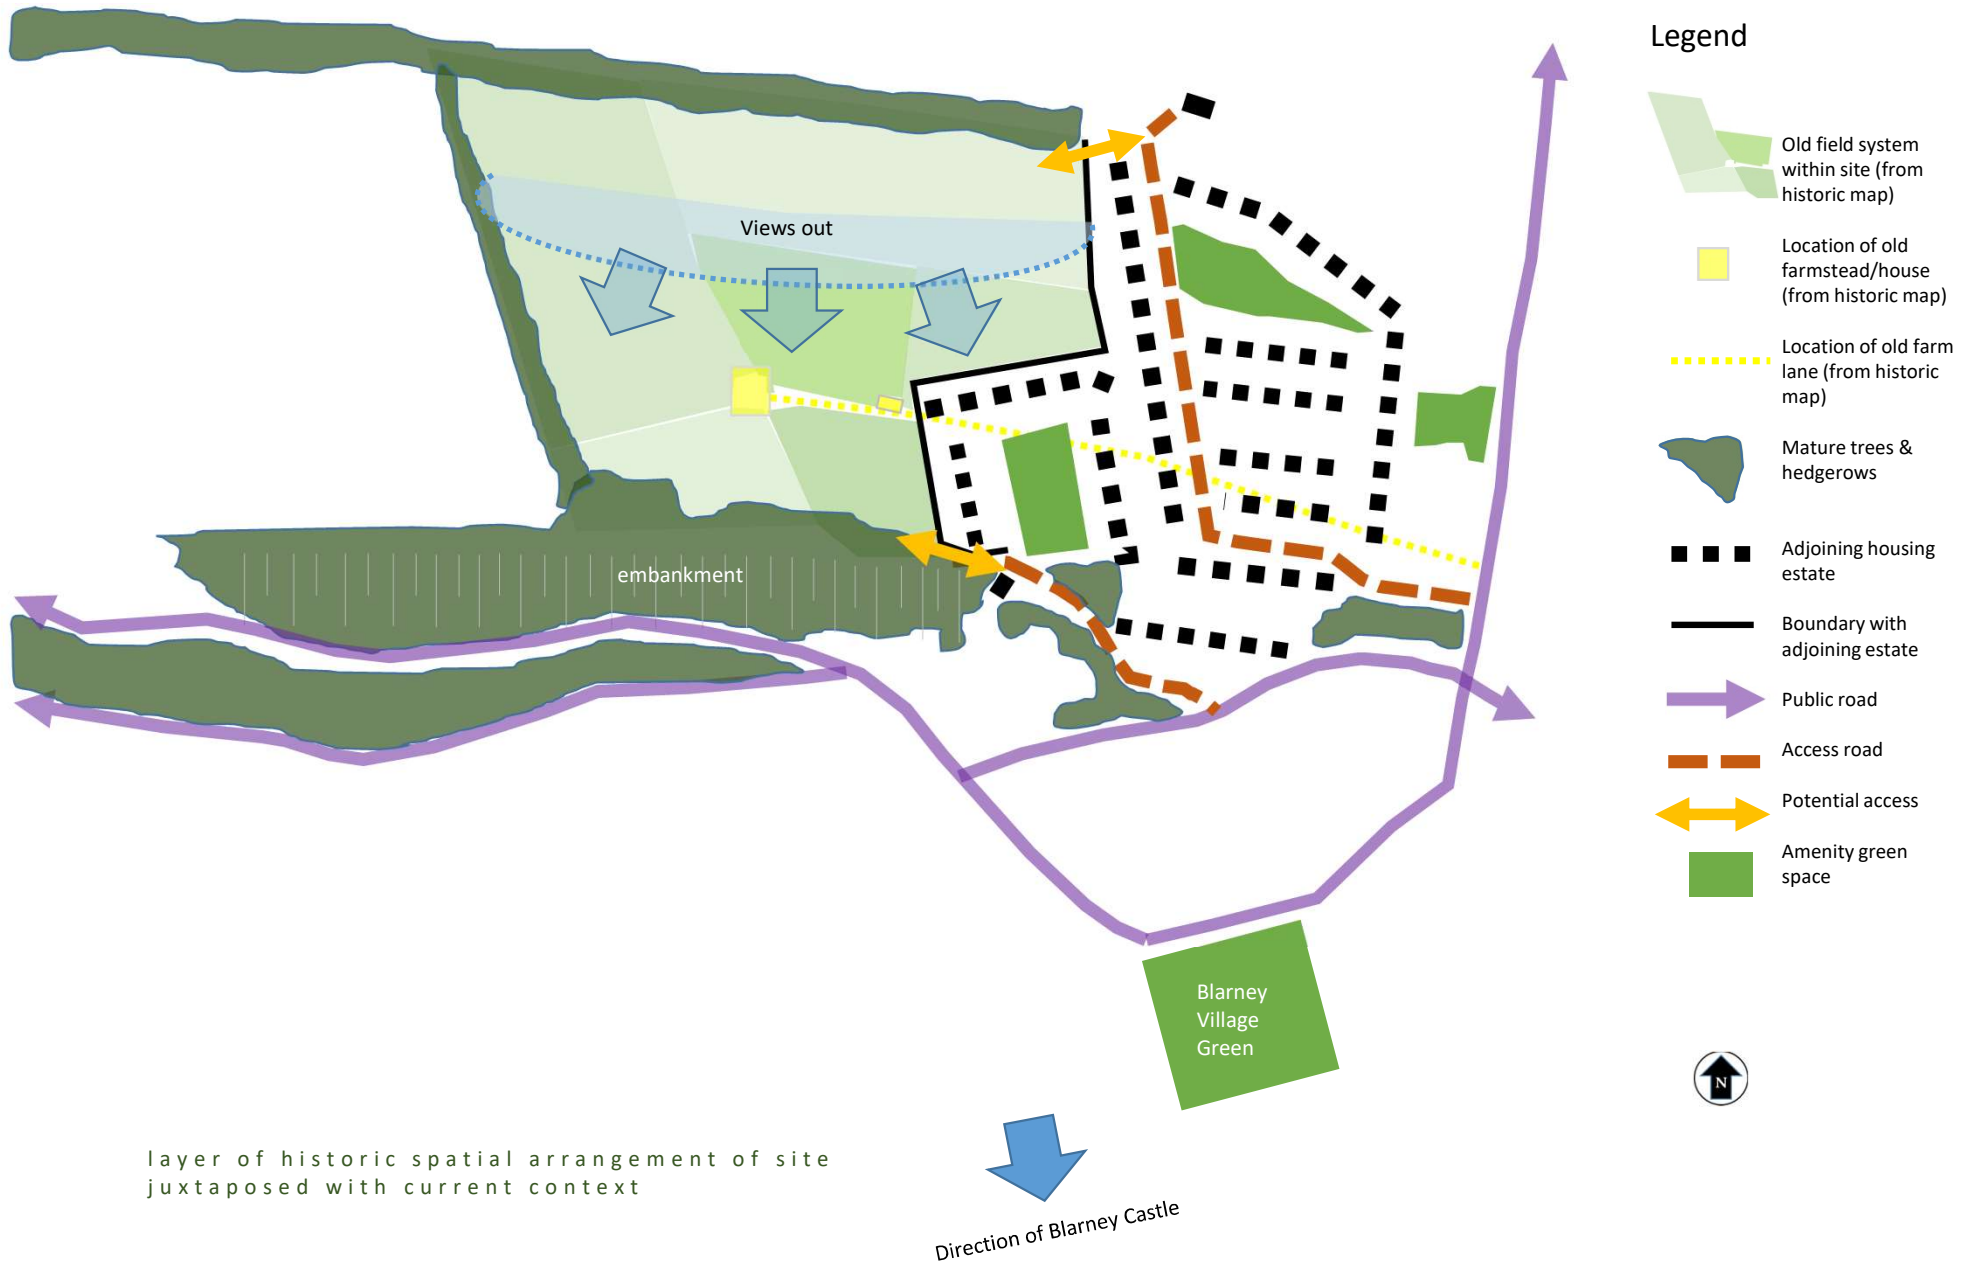 Legend
Old field system
within site (from
historic map)
Location of old
farmstead/house
(from historic map)
Location of old farm
lane (from historic
map)
Mature trees &
hedgerows
Adjoining housing
estate
Boundary with
adjoining estate
Public road
Access road
Potential access
Amenity green
space
Views out
embankment
Blarney
Village
Green
N
layer of historic spatial arrangement of site
juxtaposed with current context
Direction of Blarney Castle